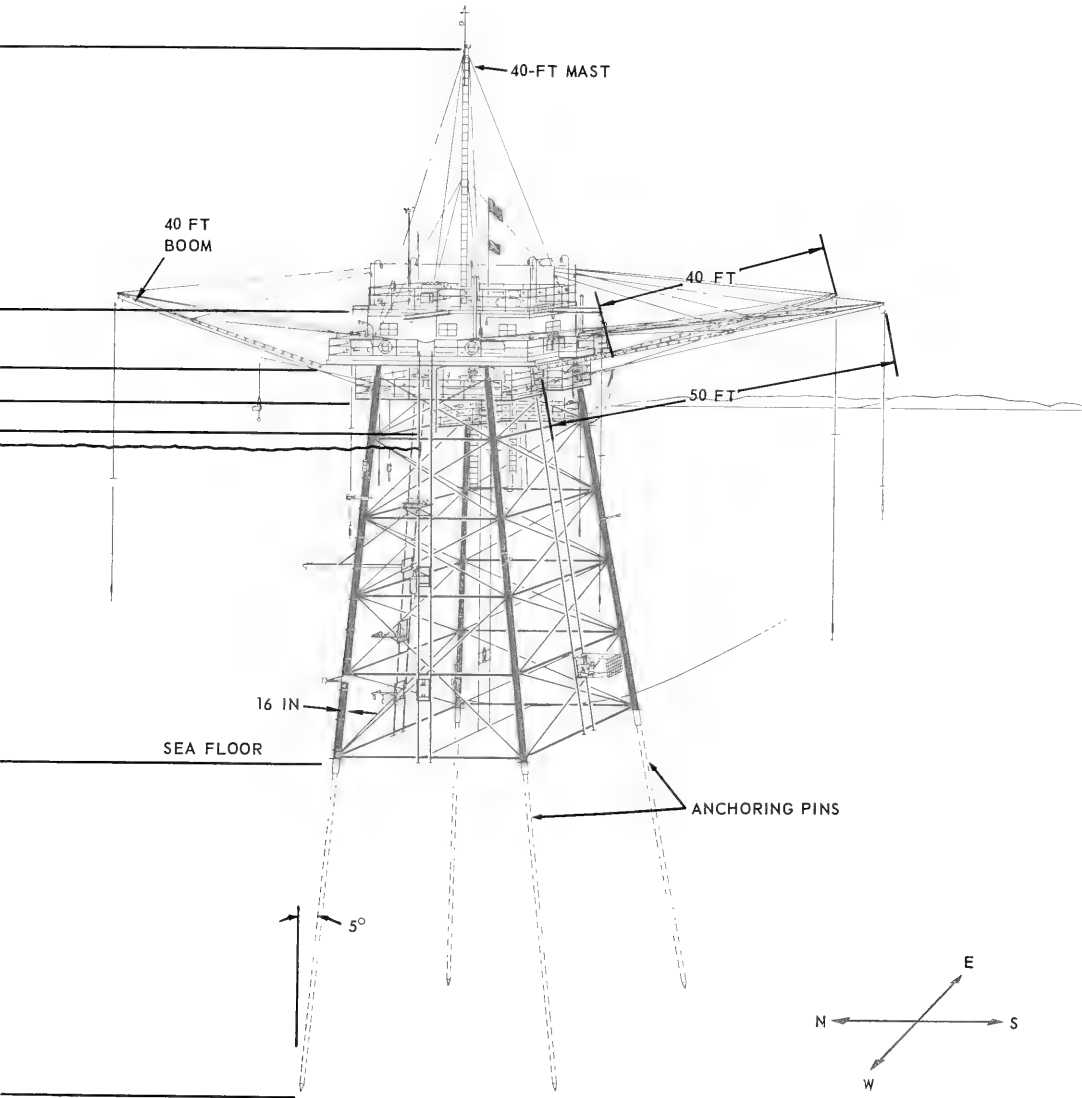 40-FT MAST
40 FT
BOOM
40 FT
50 FT
16 IN
SEA FLOOR
ANCHORING PINS
5°
E
N
S
W